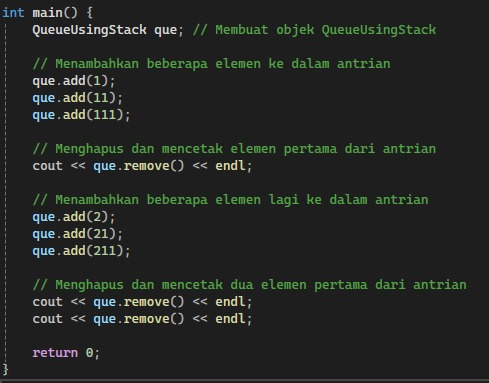 int main() {
QueueUsingStack que; // Membuat objek QueueUsingStack
// Menambahkan beberapa elemen ke dalam antrian
que.add(1);
que.add(11);
que.add(111);
// Menghapus dan mencetak elemen pertama dari antrian
cout << que.remove() << endl;
// Menambahkan beberapa elemen lagi ke dalam antrian
que.add(2);
que.add(21);
que.add(211);
// Menghapus dan mencetak dua elemen pertama dari antrian
cout << que.remove() << endl;
cout << que.remove() << endl;
return 0;
}